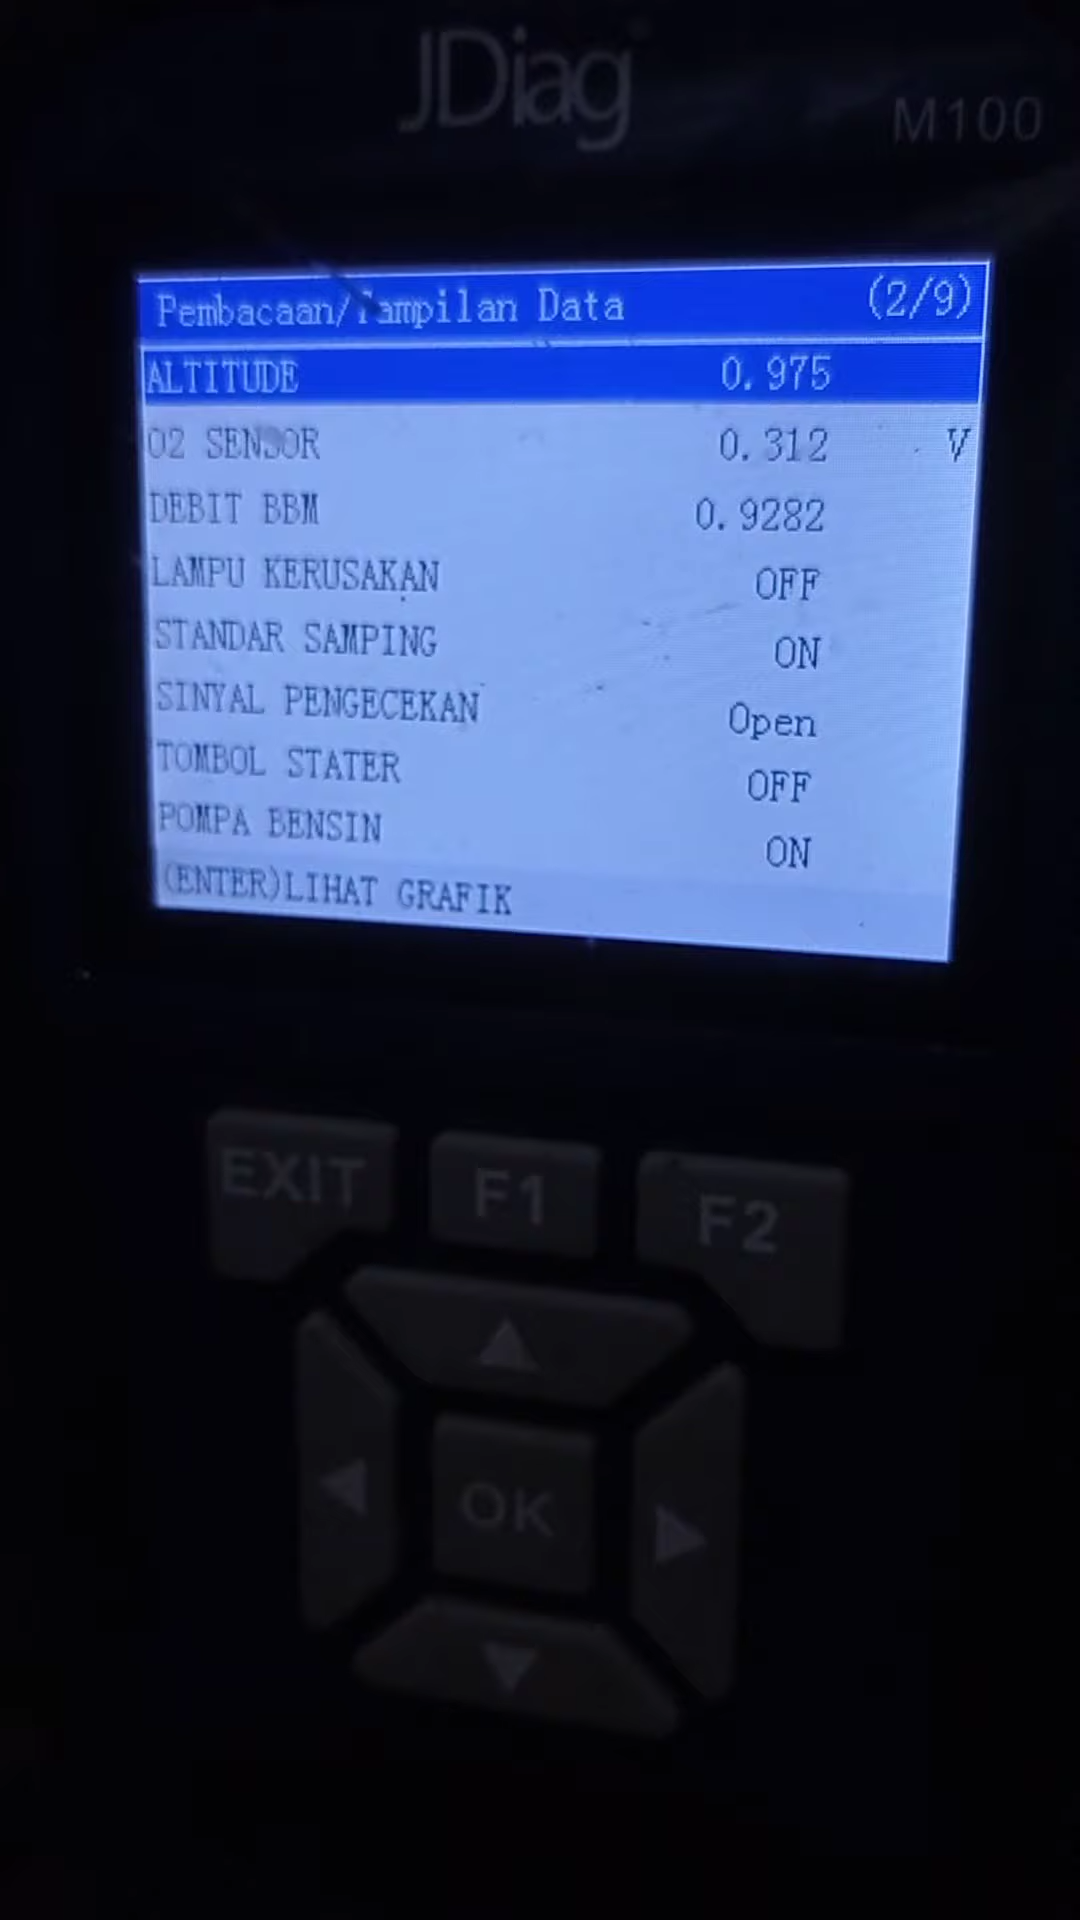 JDiag
M100
Pembacaan/Tampilan Data (2/9)
ALTITUDE 0.975
O2 SENSOR 0.312 V
DEBIT BBM 0.9282
LAMPU KERUSAKAN OFF
STANDAR SAMPING ON
SINYAL PENGECEKAN Open
TOMBOL STATER OFF
POMPA BENSIN ON
(ENTER)LIHAT GRAFIK
EXIT F1 F2
OK